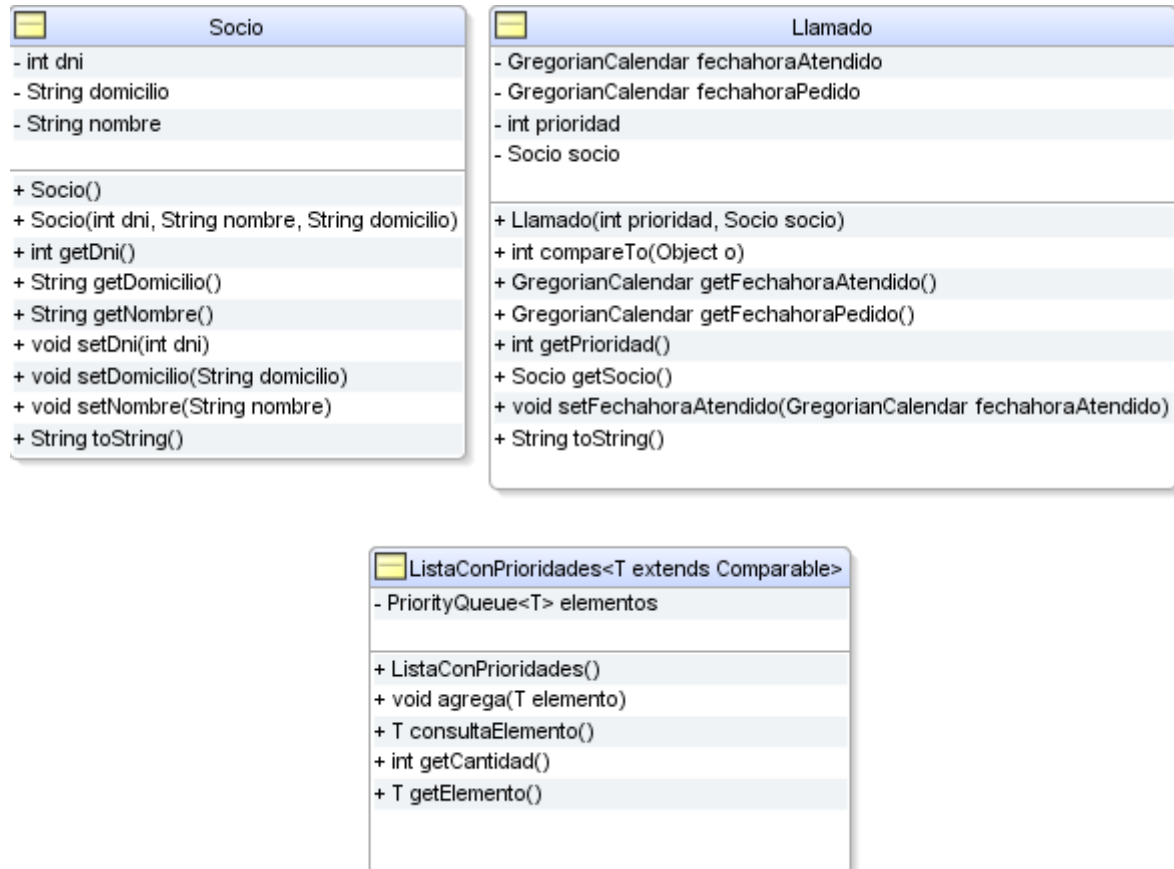 Socio
- int dni
- String domicilio
- String nombre
+ Socio()
+ Socio(int dni, String nombre, String domicilio)
+ int getDni()
+ String getDomicilio()
+ String getNombre()
+ void setDni(int dni)
+ void setDomicilio(String domicilio)
+ void setNombre(String nombre)
+ String toString()
Llamado
- GregorianCalendar fechahoraAtendido
- GregorianCalendar fechahoraPedido
- int prioridad
- Socio socio
+ Llamado(int prioridad, Socio socio)
+ int compareTo(Object o)
+ GregorianCalendar getFechahoraAtendido()
+ GregorianCalendar getFechahoraPedido()
+ int getPrioridad()
+ Socio getSocio()
+ void setFechahoraAtendido(GregorianCalendar fechahoraAtendido)
+ String toString()
ListaConPrioridades<T extends Comparable>
- PriorityQueue<T> elementos
+ ListaConPrioridades()
+ void agrega(T elemento)
+ T consultaElemento()
+ int getCantidad()
+ T getElemento()